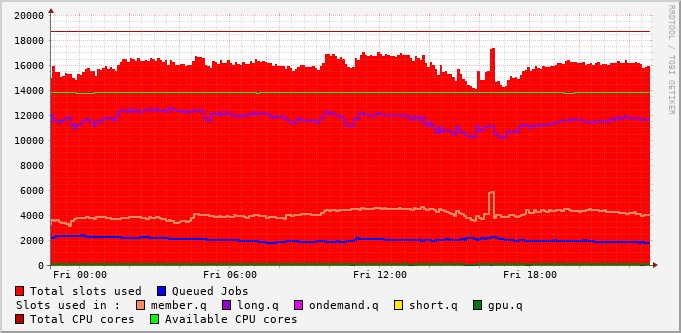 20000
18000
16000
14000
12000
10000
8000
6000
4000
2000
0
Fri 00:00 Fri 06:00 Fri 12:00 Fri 18:00
Total slots used Queued Jobs
Slots used in : member.q long.q ondemand.q short.q gpu.q
Total CPU cores Available CPU cores
RRDTOOL / TOBI OETIKER